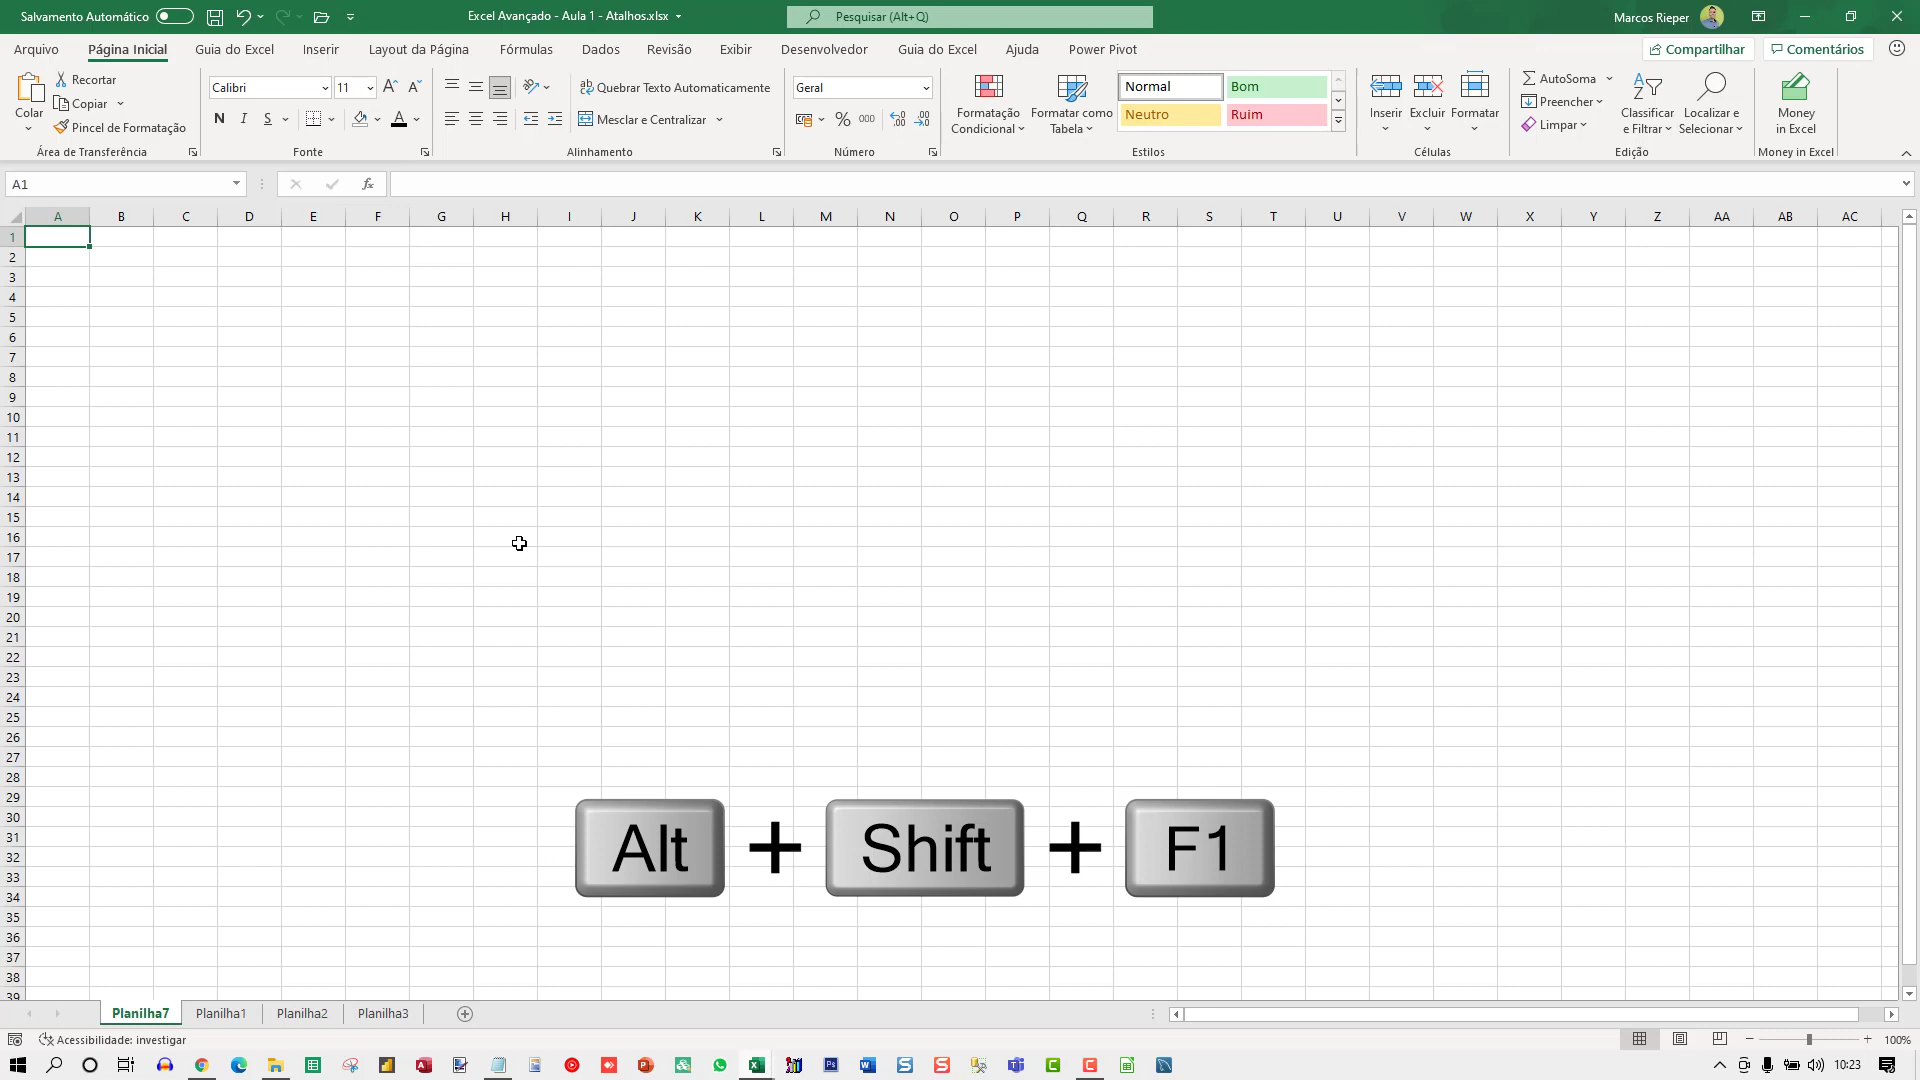 Salvamento Automático
Excel Avançado - Aula 1 - Atalhos.xlsx
Pesquisar (Alt+Q)
Marcos Rieper
Arquivo
Página Inicial
Guia do Excel
Inserir
Layout da Página
Fórmulas
Dados
Revisão
Exibir
Desenvolvedor
Guia do Excel
Ajuda
Power Pivot
Compartilhar
Comentários
Colar
Recortar
Copiar
Pincel de Formatação
Área de Transferência
Calibri
11
N I S
Fonte
Quebrar Texto Automaticamente
Mesclar e Centralizar
Alinhamento
Geral
% 000
Número
Formatação
Condicional
Formatar como
Tabela
Normal
Bom
Neutro
Ruim
Estilos
Inserir
Excluir
Formatar
Células
AutoSoma
Preencher
Limpar
Classificar
e Filtrar
Localizar e
Selecionar
Edição
Money
in Excel
Money in Excel
A1
fx
A B C D E F G H I J K L M N O P Q R S T U V W X Y Z AA AB AC
1
2
3
4
5
6
7
8
9
10
11
12
13
14
15
16
17
18
19
20
21
22
23
24
25
26
27
28
29
30
31
32
33
34
35
36
37
38
39
Alt + Shift + F1
Planilha7
Planilha1
Planilha2
Planilha3
Acessibilidade: investigar
100%
10:23